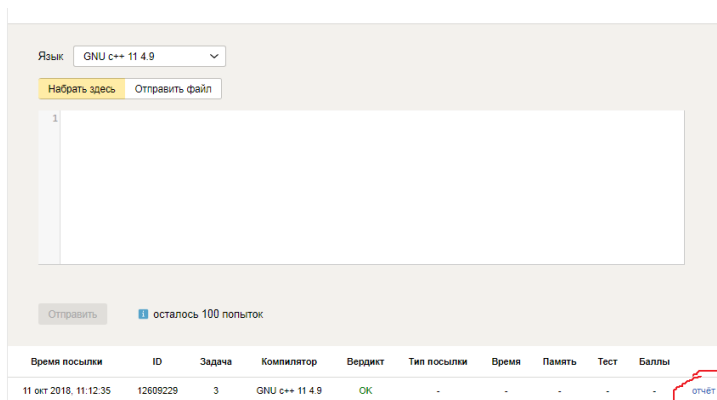 Язык GNU c++ 11 4.9
Набрать здесь Отправить файл
1
Отправить i осталось 100 попыток
Время посылки ID Задача Компилятор Вердикт Тип посылки Время Память Тест Баллы
11 окт 2018, 11:12:35 12609229 3 GNU c++ 11 4.9 OK - - - - - отчёт